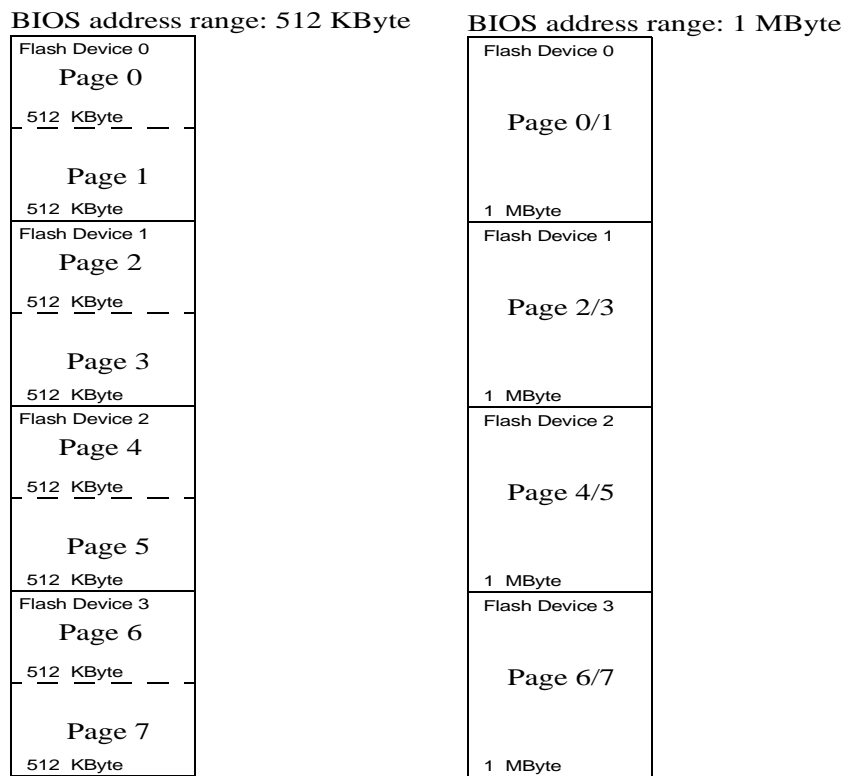 BIOS address range: 512 KByte
Flash Device 0
Page 0
512 KByte
Page 1
512 KByte
Flash Device 1
Page 2
512 KByte
Page 3
512 KByte
Flash Device 2
Page 4
512 KByte
Page 5
512 KByte
Flash Device 3
Page 6
512 KByte
Page 7
512 KByte
BIOS address range: 1 MByte
Flash Device 0
Page 0/1
1 MByte
Flash Device 1
Page 2/3
1 MByte
Flash Device 2
Page 4/5
1 MByte
Flash Device 3
Page 6/7
1 MByte